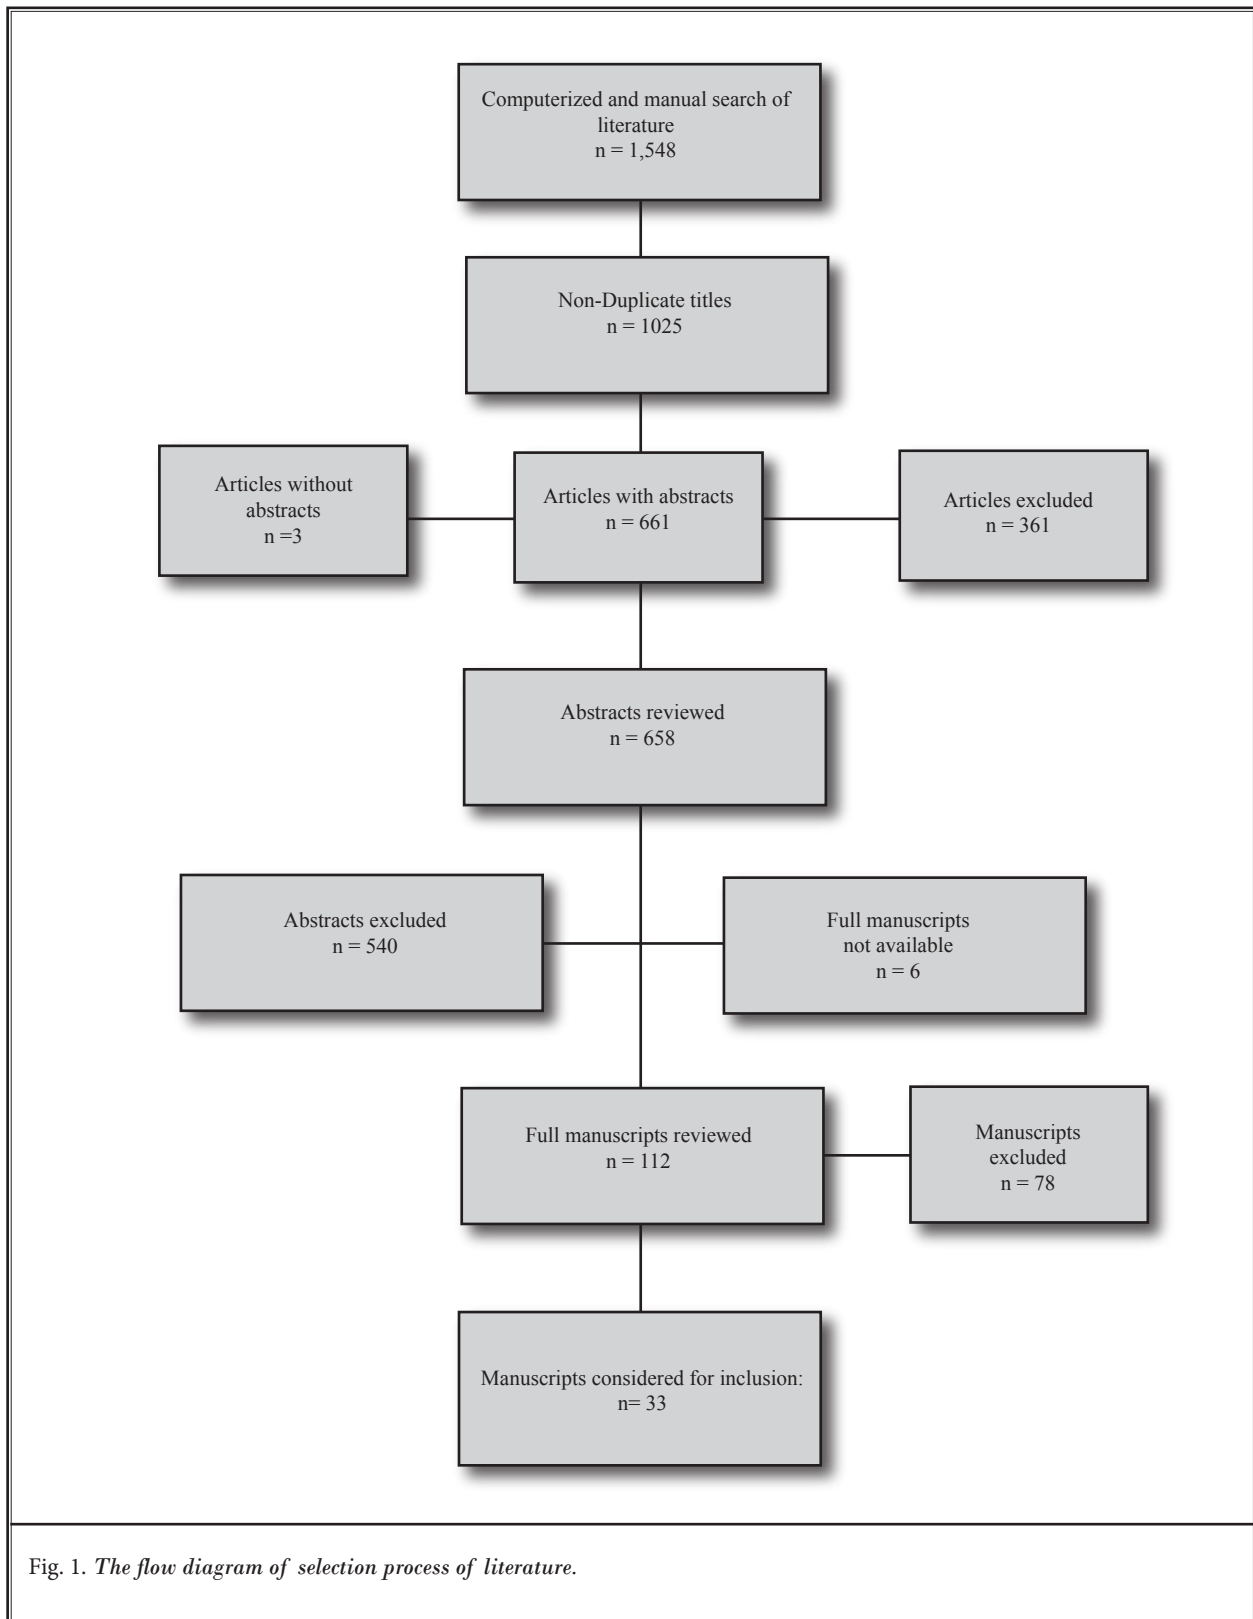 Computerized and manual search of
literature
n = 1,548
Non-Duplicate titles
n = 1025
Articles without
abstracts
n =3
Articles with abstracts
n = 661
Articles excluded
n = 361
Abstracts reviewed
n = 658
Abstracts excluded
n = 540
Full manuscripts
not available
n = 6
Full manuscripts reviewed
n = 112
Manuscripts
excluded
n = 78
Manuscripts considered for inclusion:
n= 33
Fig. 1. The flow diagram of selection process of literature.